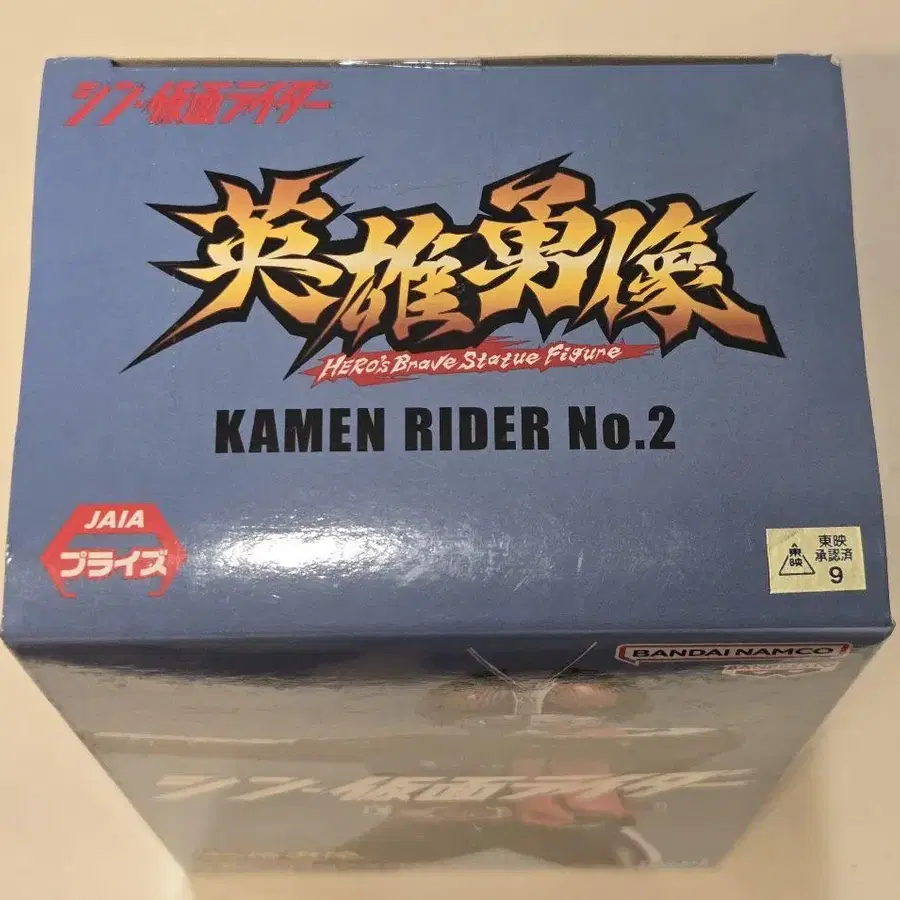 シン・仮面ライダー
英雄勇像
HERO'S Brave Statue Figure
KAMEN RIDER No.2
JAIA
プライズ
東映
東映
承認済
9
BANDAI NAMCO
シン・仮面ライダー